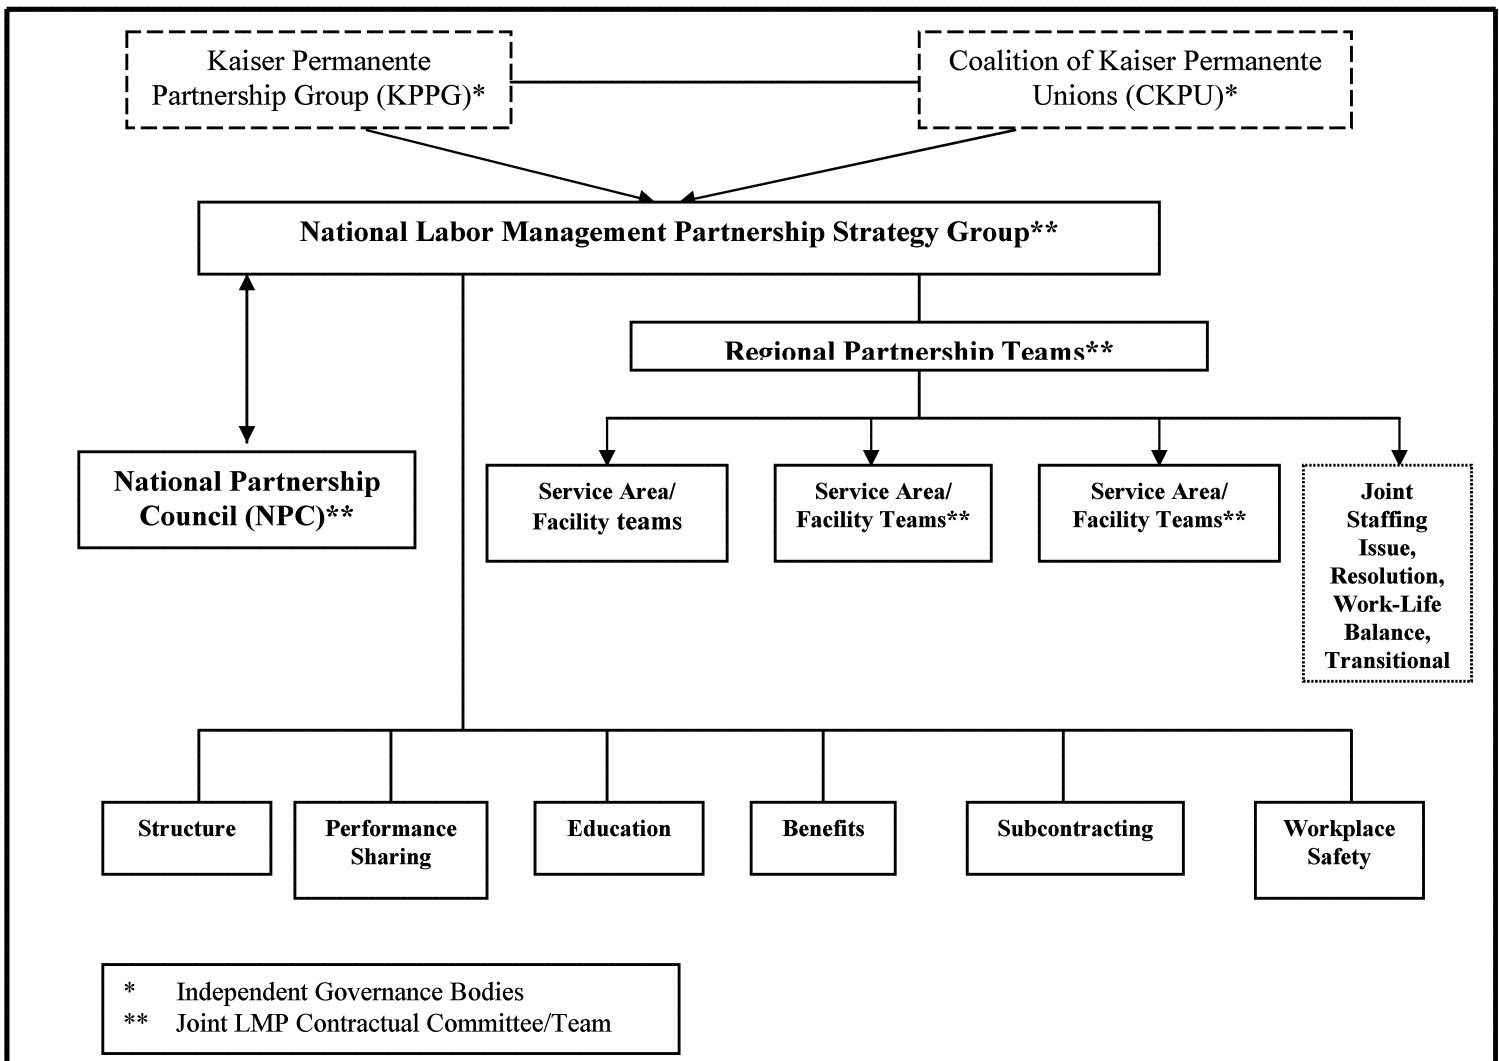 Kaiser Permanente
Partnership Group (KPPG)*
Coalition of Kaiser Permanente
Unions (CKPU)*
National Labor Management Partnership Strategy Group**
Regional Partnership Teams**
National Partnership
Council (NPC)**
Service Area/
Facility teams
Service Area/
Facility Teams**
Service Area/
Facility Teams**
Joint
Staffing
Issue,
Resolution,
Work-Life
Balance,
Transitional
Structure
Performance
Sharing
Education
Benefits
Subcontracting
Workplace
Safety
* Independent Governance Bodies
** Joint LMP Contractual Committee/Team